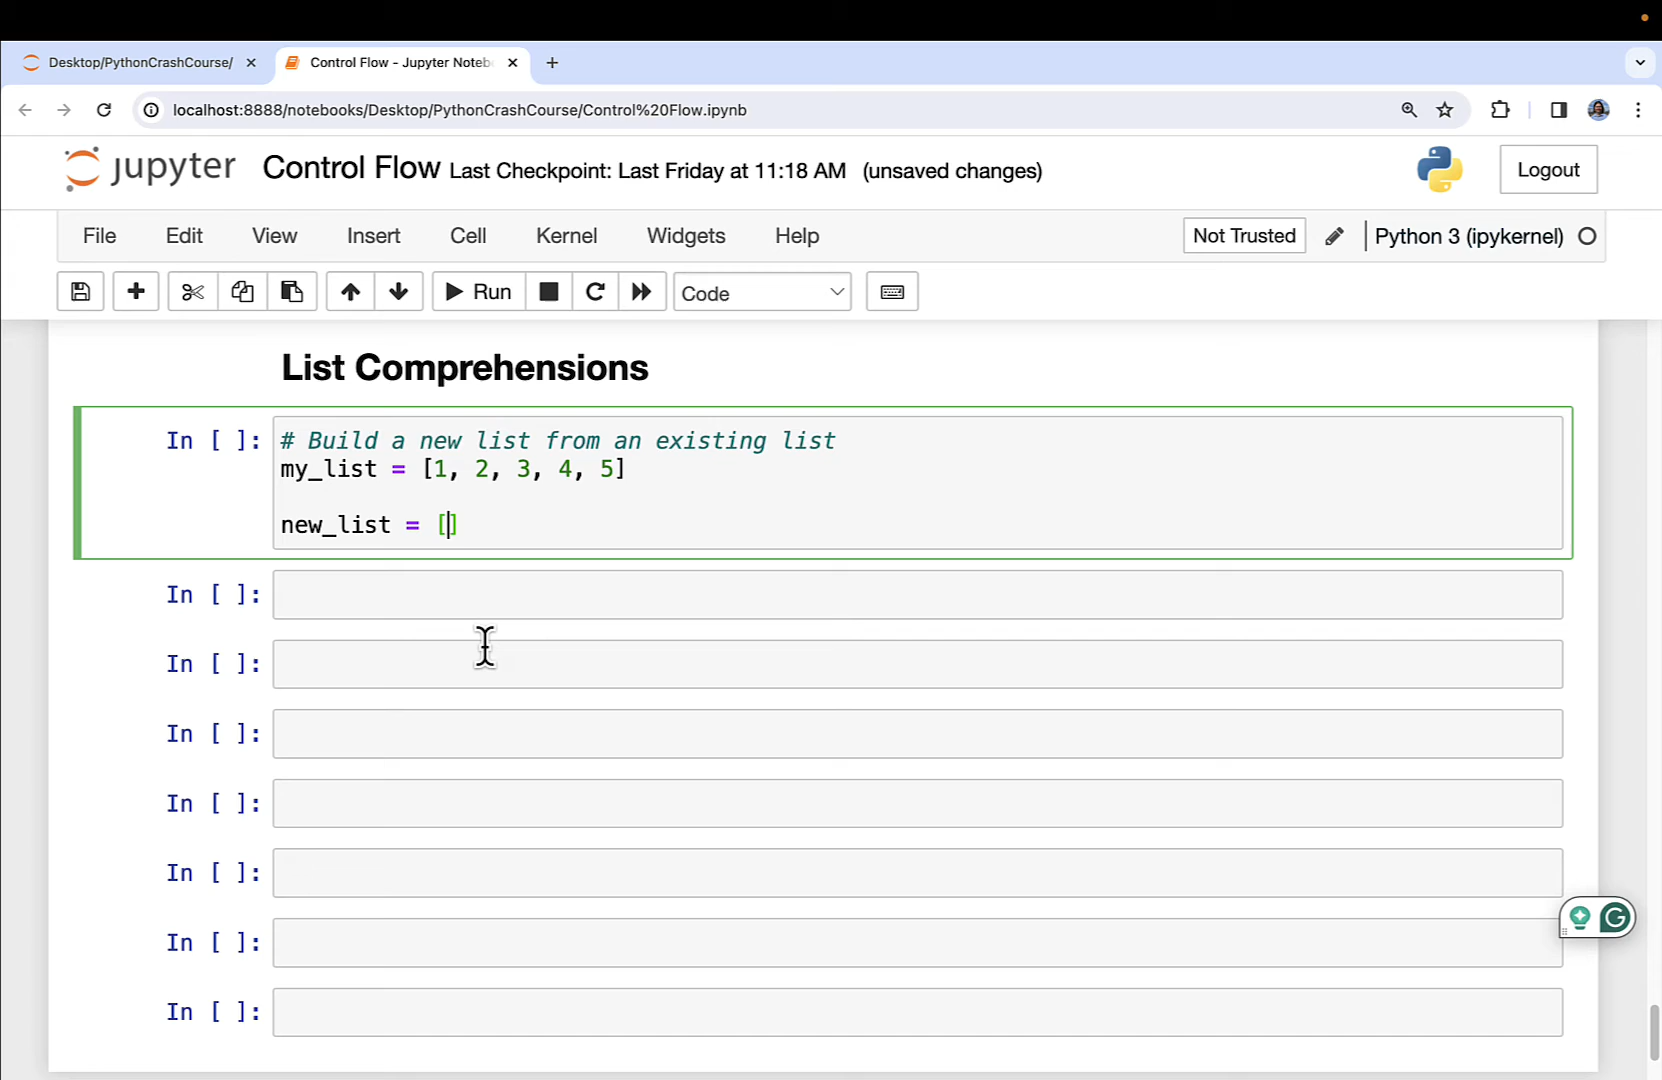 Desktop/PythonCrashCourse/
Control Flow - Jupyter Noteb
localhost:8888/notebooks/Desktop/PythonCrashCourse/Control%20Flow.ipynb
jupyter Control Flow Last Checkpoint: Last Friday at 11:18 AM (unsaved changes) Logout
File Edit View Insert Cell Kernel Widgets Help Not Trusted Python 3 (ipykernel)
Run Code
List Comprehensions
In [ ]: # Build a new list from an existing list
my_list = [1, 2, 3, 4, 5]
new_list = []
In [ ]:
In [ ]:
In [ ]:
In [ ]:
In [ ]:
In [ ]:
In [ ]: